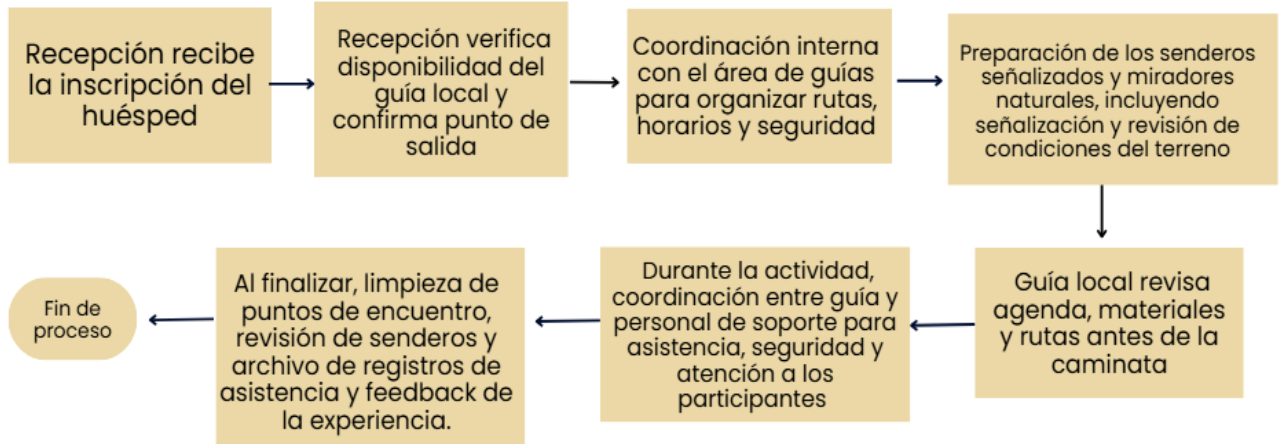 Recepción recibe
la inscripción del
huésped
Recepción verifica
disponibilidad del
guía local y
confirma punto de
salida
Coordinación interna
con el área de guías
para organizar rutas,
horarios y seguridad
Preparación de los senderos
señalizados y miradores
naturales, incluyendo
señalización y revisión de
condiciones del terreno
Guía local revisa
agenda, materiales
y rutas antes de la
caminata
Durante la actividad,
coordinación entre guía y
personal de soporte para
asistencia, seguridad y
atención a los
participantes
Al finalizar, limpieza de
puntos de encuentro,
revisión de senderos y
archivo de registros de
asistencia y feedback de
la experiencia.
Fin de
proceso